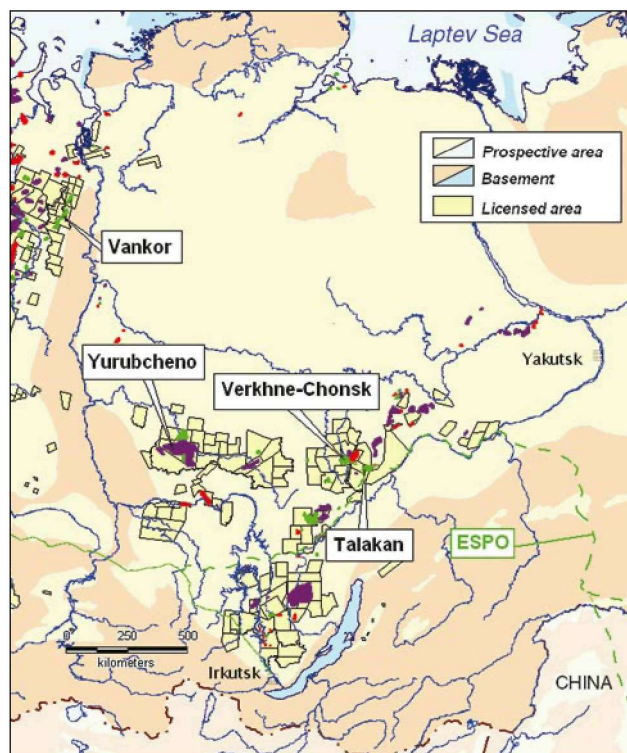 Laptev Sea
Prospective area
Basement
Licensed area
Vankor
Yakutsk
Yurubcheno
Verkhne-Chonsk
Talakan
ESPO
0 250 500
kilometers
Irkutsk
CHINA